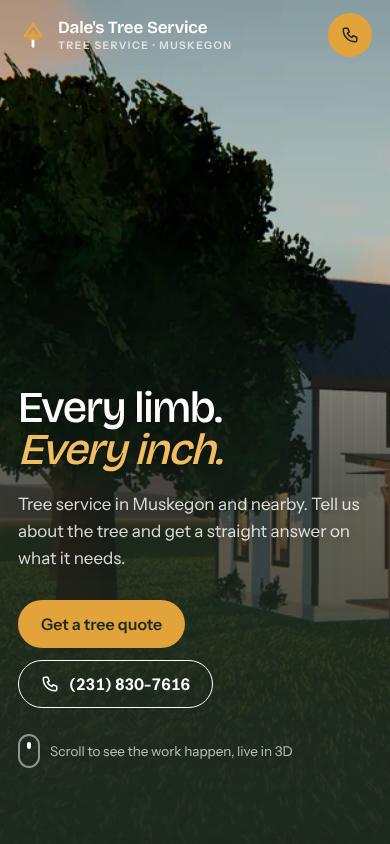 Dale's Tree Service
TREE SERVICE · MUSKEGON
Every limb.
Every inch.
Tree service in Muskegon and nearby. Tell us
about the tree and get a straight answer on
what it needs.
Get a tree quote
(231) 830-7616
Scroll to see the work happen, live in 3D